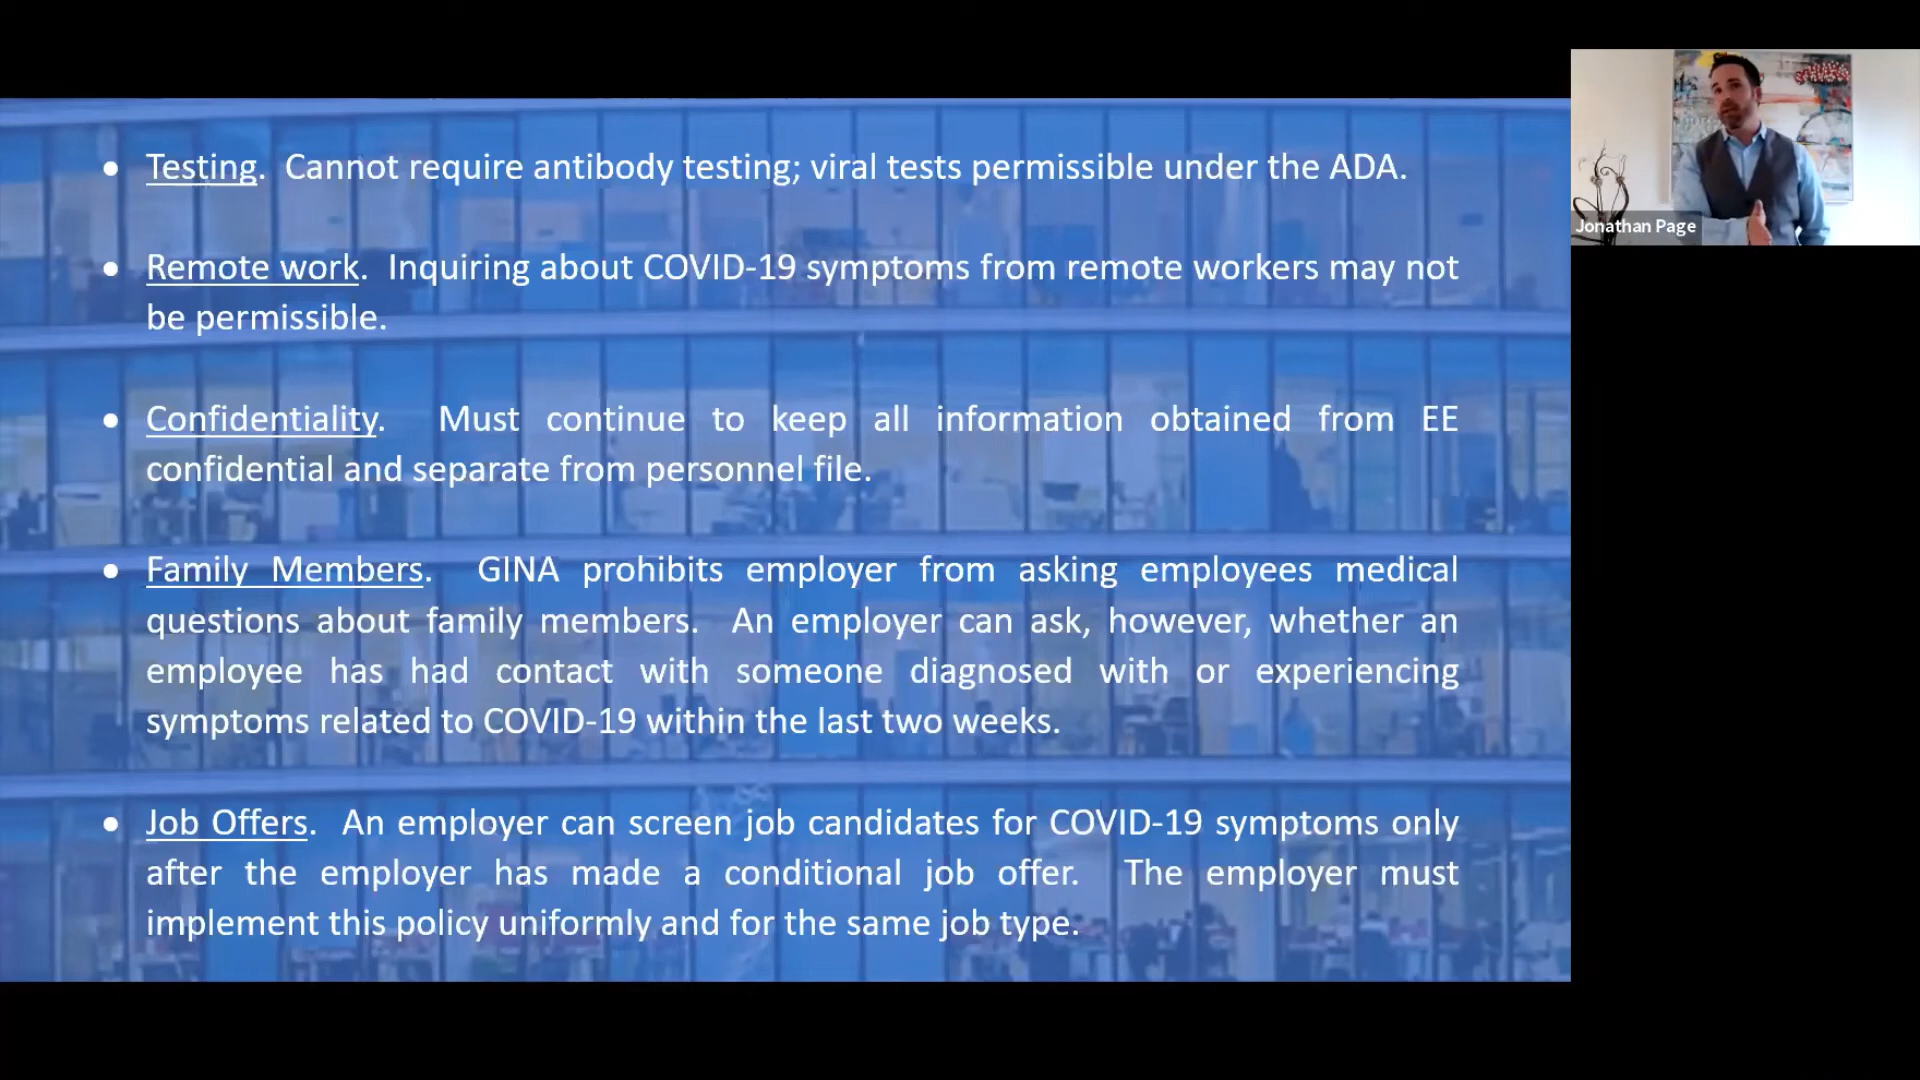 • Testing. Cannot require antibody testing; viral tests permissible under the ADA.
• Remote work. Inquiring about COVID-19 symptoms from remote workers may not
be permissible.
• Confidentiality. Must continue to keep all information obtained from EE
confidential and separate from personnel file.
• Family Members. GINA prohibits employer from asking employees medical
questions about family members. An employer can ask, however, whether an
employee has had contact with someone diagnosed with or experiencing
symptoms related to COVID-19 within the last two weeks.
• Job Offers. An employer can screen job candidates for COVID-19 symptoms only
after the employer has made a conditional job offer. The employer must
implement this policy uniformly and for the same job type.
Jonathan Page